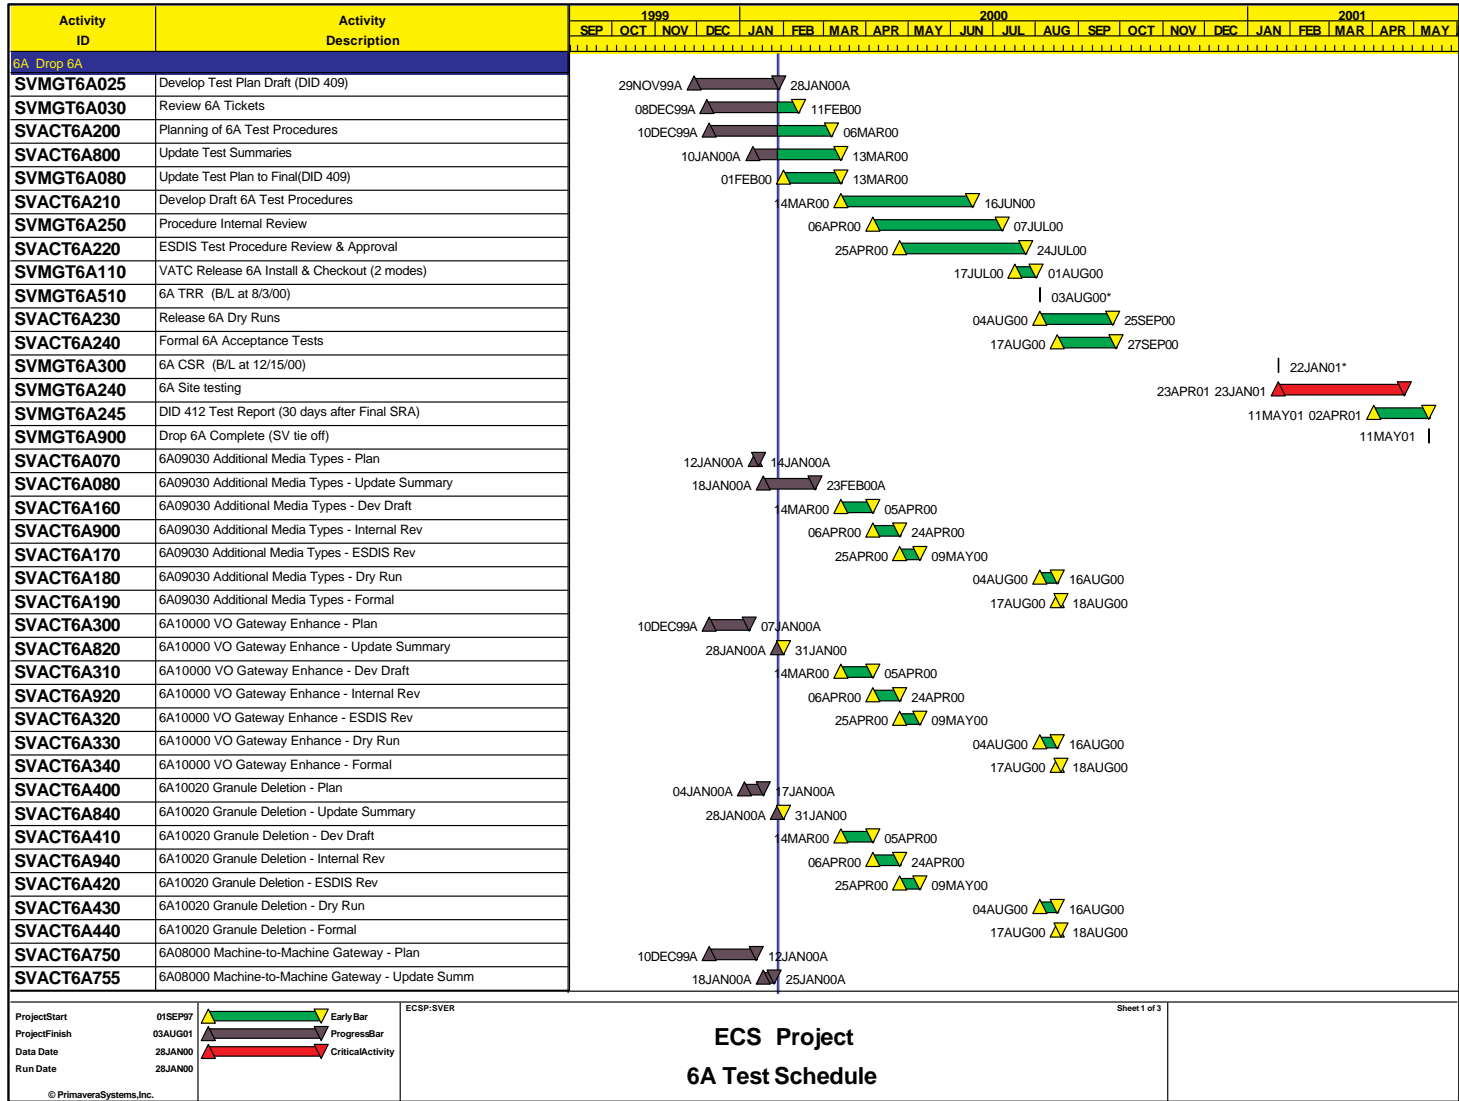 Activity ID Activity Description 1999 2000 2001
SEP OCT NOV DEC JAN FEB MAR APR MAY JUN JUL AUG SEP OCT NOV DEC JAN FEB MAR APR MAY
6A Drop 6A
SVMGT6A025 Develop Test Plan Draft (DID 409) 29NOV99A 28JAN00A
SVMGT6A030 Review 6A Tickets 08DEC99A 11FEB00
SVACT6A200 Planning of 6A Test Procedures 10DEC99A 06MAR00
SVACT6A800 Update Test Summaries 10JAN00A 13MAR00
SVMGT6A080 Update Test Plan to Final(DID 409) 01FEB00 13MAR00
SVACT6A210 Develop Draft 6A Test Procedures 14MAR00 16JUN00
SVMGT6A250 Procedure Internal Review 06APR00 07JUL00
SVACT6A220 ESDIS Test Procedure Review & Approval 25APR00 24JUL00
SVMGT6A110 VATC Release 6A Install & Checkout (2 modes) 17JUL00 01AUG00
SVMGT6A510 6A TRR (B/L at 8/3/00) 03AUG00*
SVACT6A230 Release 6A Dry Runs 04AUG00 25SEP00
SVACT6A240 Formal 6A Acceptance Tests 17AUG00 27SEP00
SVMGT6A300 6A CSR (B/L at 12/15/00) 22JAN01*
SVMGT6A240 6A Site testing 23APR01 23JAN01
SVMGT6A245 DID 412 Test Report (30 days after Final SRA) 11MAY01 02APR01
SVMGT6A900 Drop 6A Complete (SV tie off) 11MAY01
SVACT6A070 6A09030 Additional Media Types - Plan 12JAN00A 14JAN00A
SVACT6A080 6A09030 Additional Media Types - Update Summary 18JAN00A 23FEB00A
SVACT6A160 6A09030 Additional Media Types - Dev Draft 14MAR00 05APR00
SVACT6A900 6A09030 Additional Media Types - Internal Rev 06APR00 24APR00
SVACT6A170 6A09030 Additional Media Types - ESDIS Rev 25APR00 09MAY00
SVACT6A180 6A09030 Additional Media Types - Dry Run 04AUG00 16AUG00
SVACT6A190 6A09030 Additional Media Types - Formal 17AUG00 18AUG00
SVACT6A300 6A10000 VO Gateway Enhance - Plan 10DEC99A 07JAN00A
SVACT6A820 6A10000 VO Gateway Enhance - Update Summary 28JAN00A 31JAN00
SVACT6A310 6A10000 VO Gateway Enhance - Dev Draft 14MAR00 05APR00
SVACT6A920 6A10000 VO Gateway Enhance - Internal Rev 06APR00 24APR00
SVACT6A320 6A10000 VO Gateway Enhance - ESDIS Rev 25APR00 09MAY00
SVACT6A330 6A10000 VO Gateway Enhance - Dry Run 04AUG00 16AUG00
SVACT6A340 6A10000 VO Gateway Enhance - Formal 17AUG00 18AUG00
SVACT6A400 6A10020 Granule Deletion - Plan 04JAN00A 17JAN00A
SVACT6A840 6A10020 Granule Deletion - Update Summary 28JAN00A 31JAN00
SVACT6A410 6A10020 Granule Deletion - Dev Draft 14MAR00 05APR00
SVACT6A940 6A10020 Granule Deletion - Internal Rev 06APR00 24APR00
SVACT6A420 6A10020 Granule Deletion - ESDIS Rev 25APR00 09MAY00
SVACT6A430 6A10020 Granule Deletion - Dry Run 04AUG00 16AUG00
SVACT6A440 6A10020 Granule Deletion - Formal 17AUG00 18AUG00
SVACT6A750 6A08000 Machine-to-Machine Gateway - Plan 10DEC99A 12JAN00A
SVACT6A755 6A08000 Machine-to-Machine Gateway - Update Summ 18JAN00A 25JAN00A
ProjectStart 01SEP97 EarlyBar
ProjectFinish 03AUG01 ProgressBar
Data Date 28JAN00 CriticalActivity
Run Date 28JAN00
© PrimaveraSystems,Inc.
ECSP:SVER
Sheet 1 of 3
ECS Project
6A Test Schedule